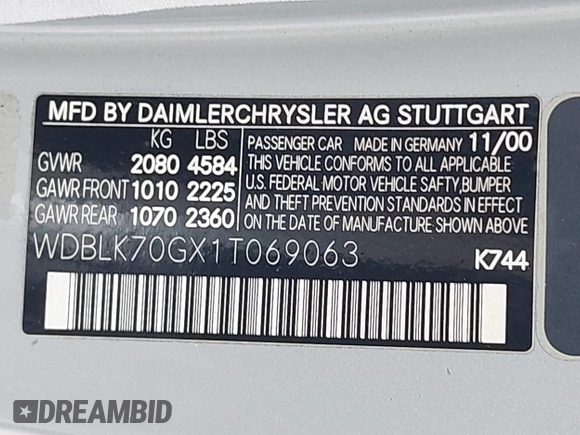 MFD BY DAIMLERCHRYSLER AG STUTTGART
KG LBS
GVWR 2080 4584
GAWR FRONT 1010 2225
GAWR REAR 1070 2360
PASSENGER CAR MADE IN GERMANY 11/00
THIS VEHICLE CONFORMS TO ALL APPLICABLE
U.S. FEDERAL MOTOR VEHICLE SAFTY,BUMPER
AND THEFT PREVENTION STANDARDS IN EFFECT
ON THE DATE OF MANUFACTURE SHOWN ABOVE
WDBLK70GX1T069063
K744
DREAMBID